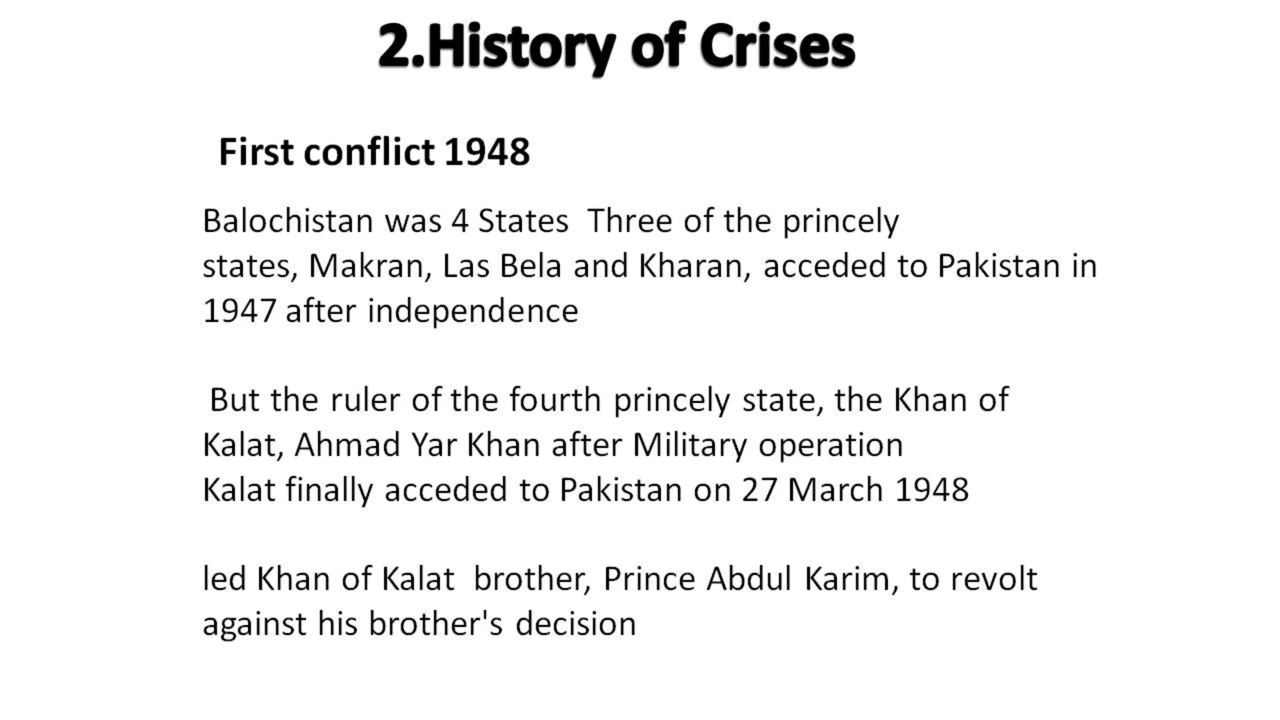 2.History of Crises
First conflict 1948
Balochistan was 4 States  Three of the princely
states, Makran, Las Bela and Kharan, acceded to Pakistan in
1947 after independence
But the ruler of the fourth princely state, the Khan of
Kalat, Ahmad Yar Khan after Military operation
Kalat finally acceded to Pakistan on 27 March 1948
led Khan of Kalat  brother, Prince Abdul Karim, to revolt
against his brother's decision